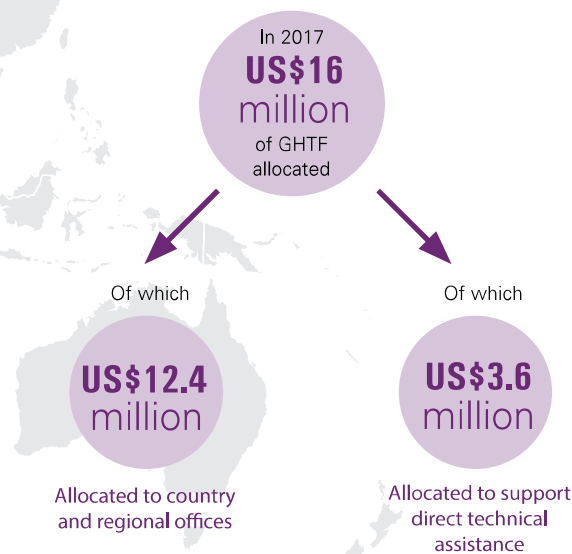 In 2017
US$16
million
of GHTF
allocated
Of which
US$12.4
million
Allocated to country
and regional offices
Of which
US$3.6
million
Allocated to support
direct technical
assistance